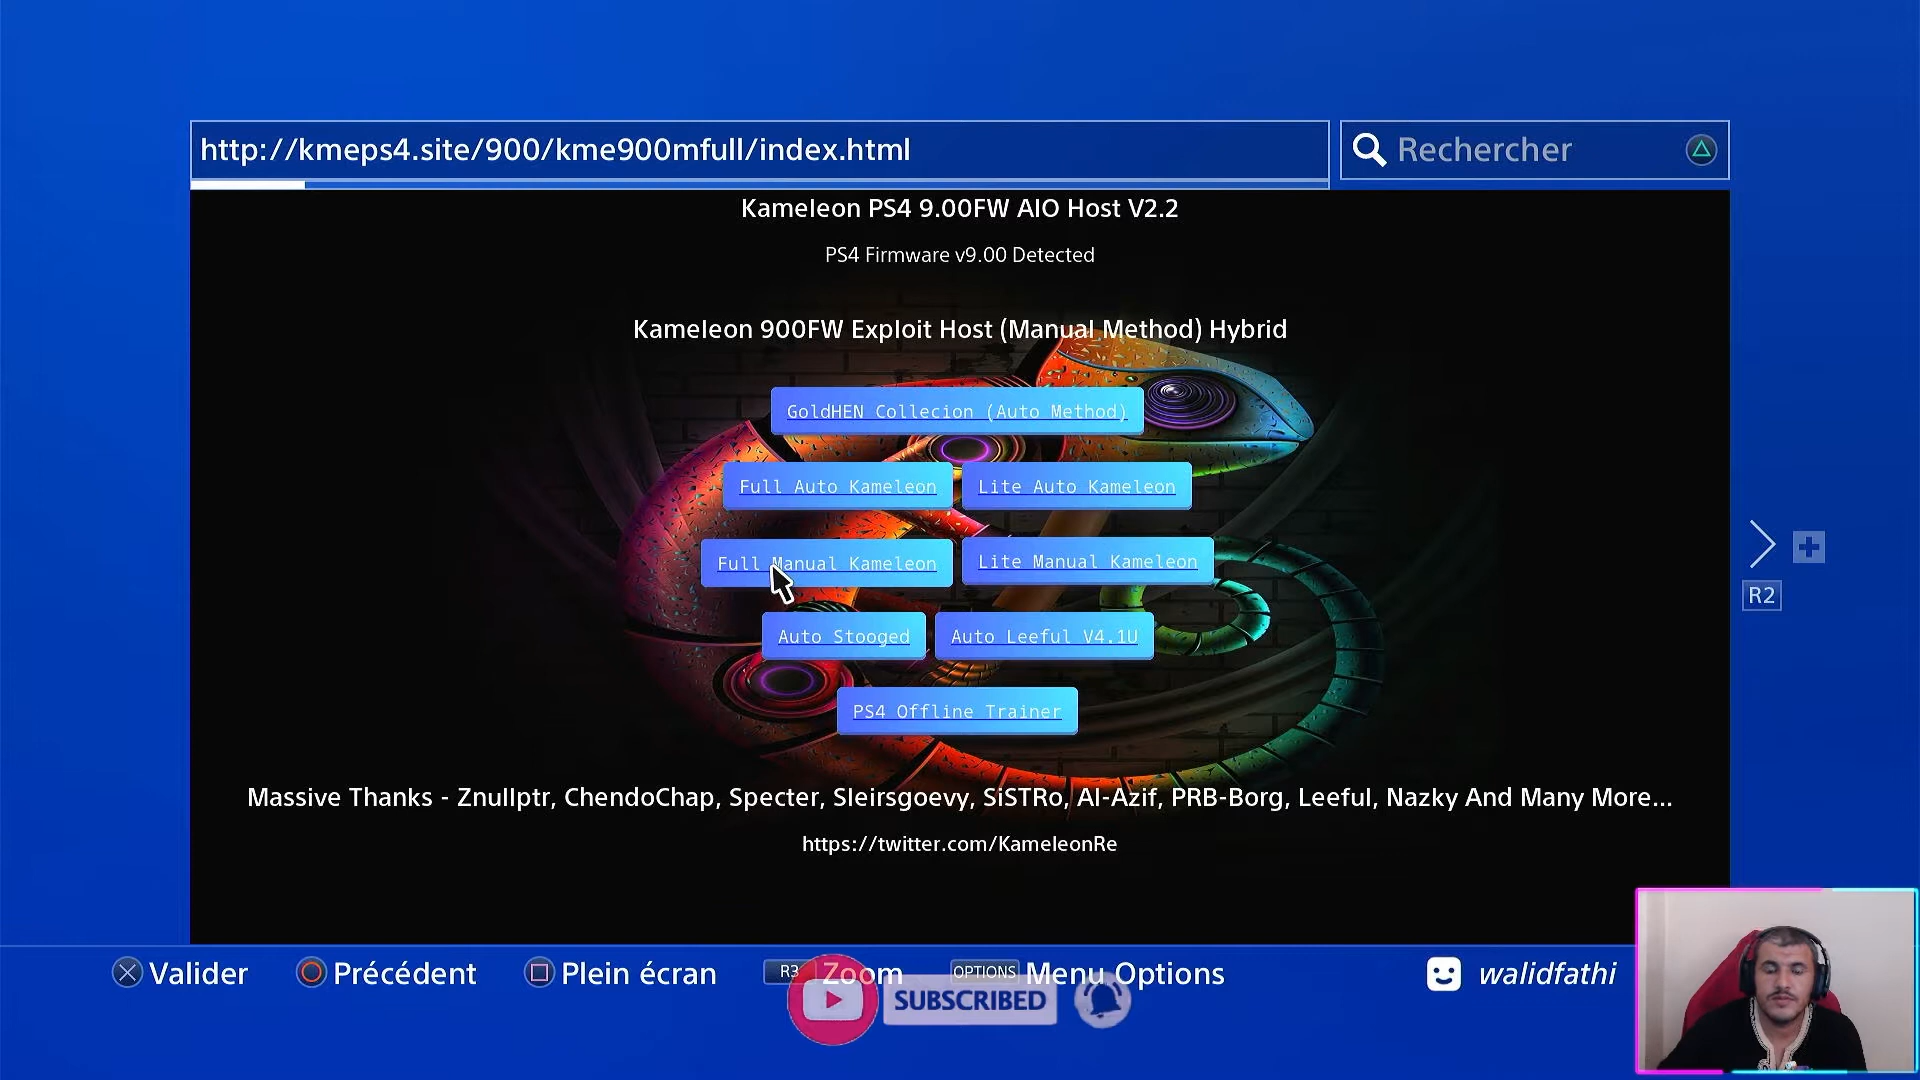 http://kmeps4.site/900/kme900mfull/index.html
Rechercher
Kameleon PS4 9.00FW AIO Host V2.2
PS4 Firmware v9.00 Detected
Kameleon 900FW Exploit Host (Manual Method) Hybrid
GoldHEN Collecion (Auto Method)
Full Auto Kameleon
Lite Auto Kameleon
Full Manual Kameleon
Lite Manual Kameleon
Auto Stooged
Auto Leeful V4.1U
PS4 Offline Trainer
R2
Massive Thanks - Znullptr, ChendoChap, Specter, Sleirsgoevy, SiSTRo, Al-Azif, PRB-Borg, Leeful, Nazky And Many More...
https://twitter.com/KameleonRe
Valider
Précédent
Plein écran
R3 Zoom
OPTIONS Menu Options
walidfathi
SUBSCRIBED